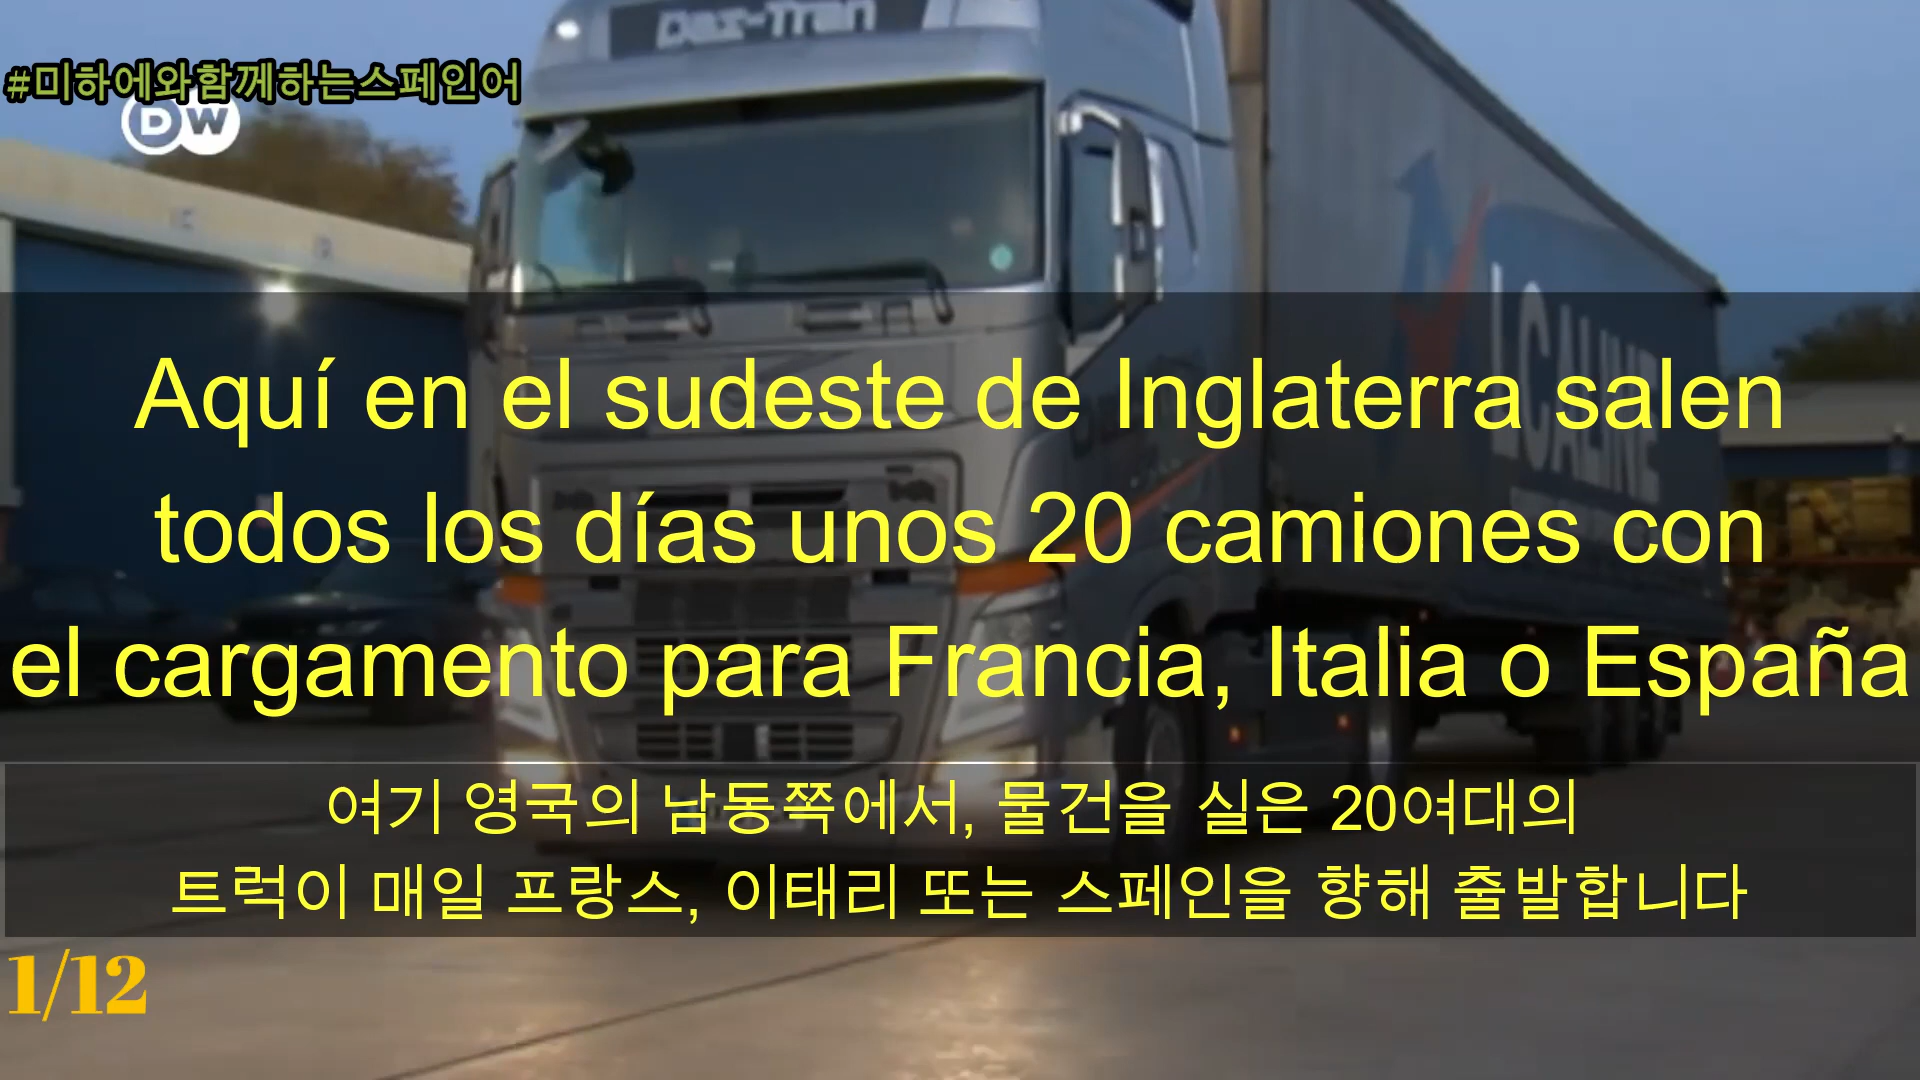 Daz-Tran
#미하에와함께하는스페인어
DW
LCALINE
Aquí en el sudeste de Inglaterra salen
todos los días unos 20 camiones con
el cargamento para Francia, Italia o España
여기 영국의 남동쪽에서, 물건을 실은 20여대의
트럭이 매일 프랑스, 이태리 또는 스페인을 향해 출발합니다
1/12